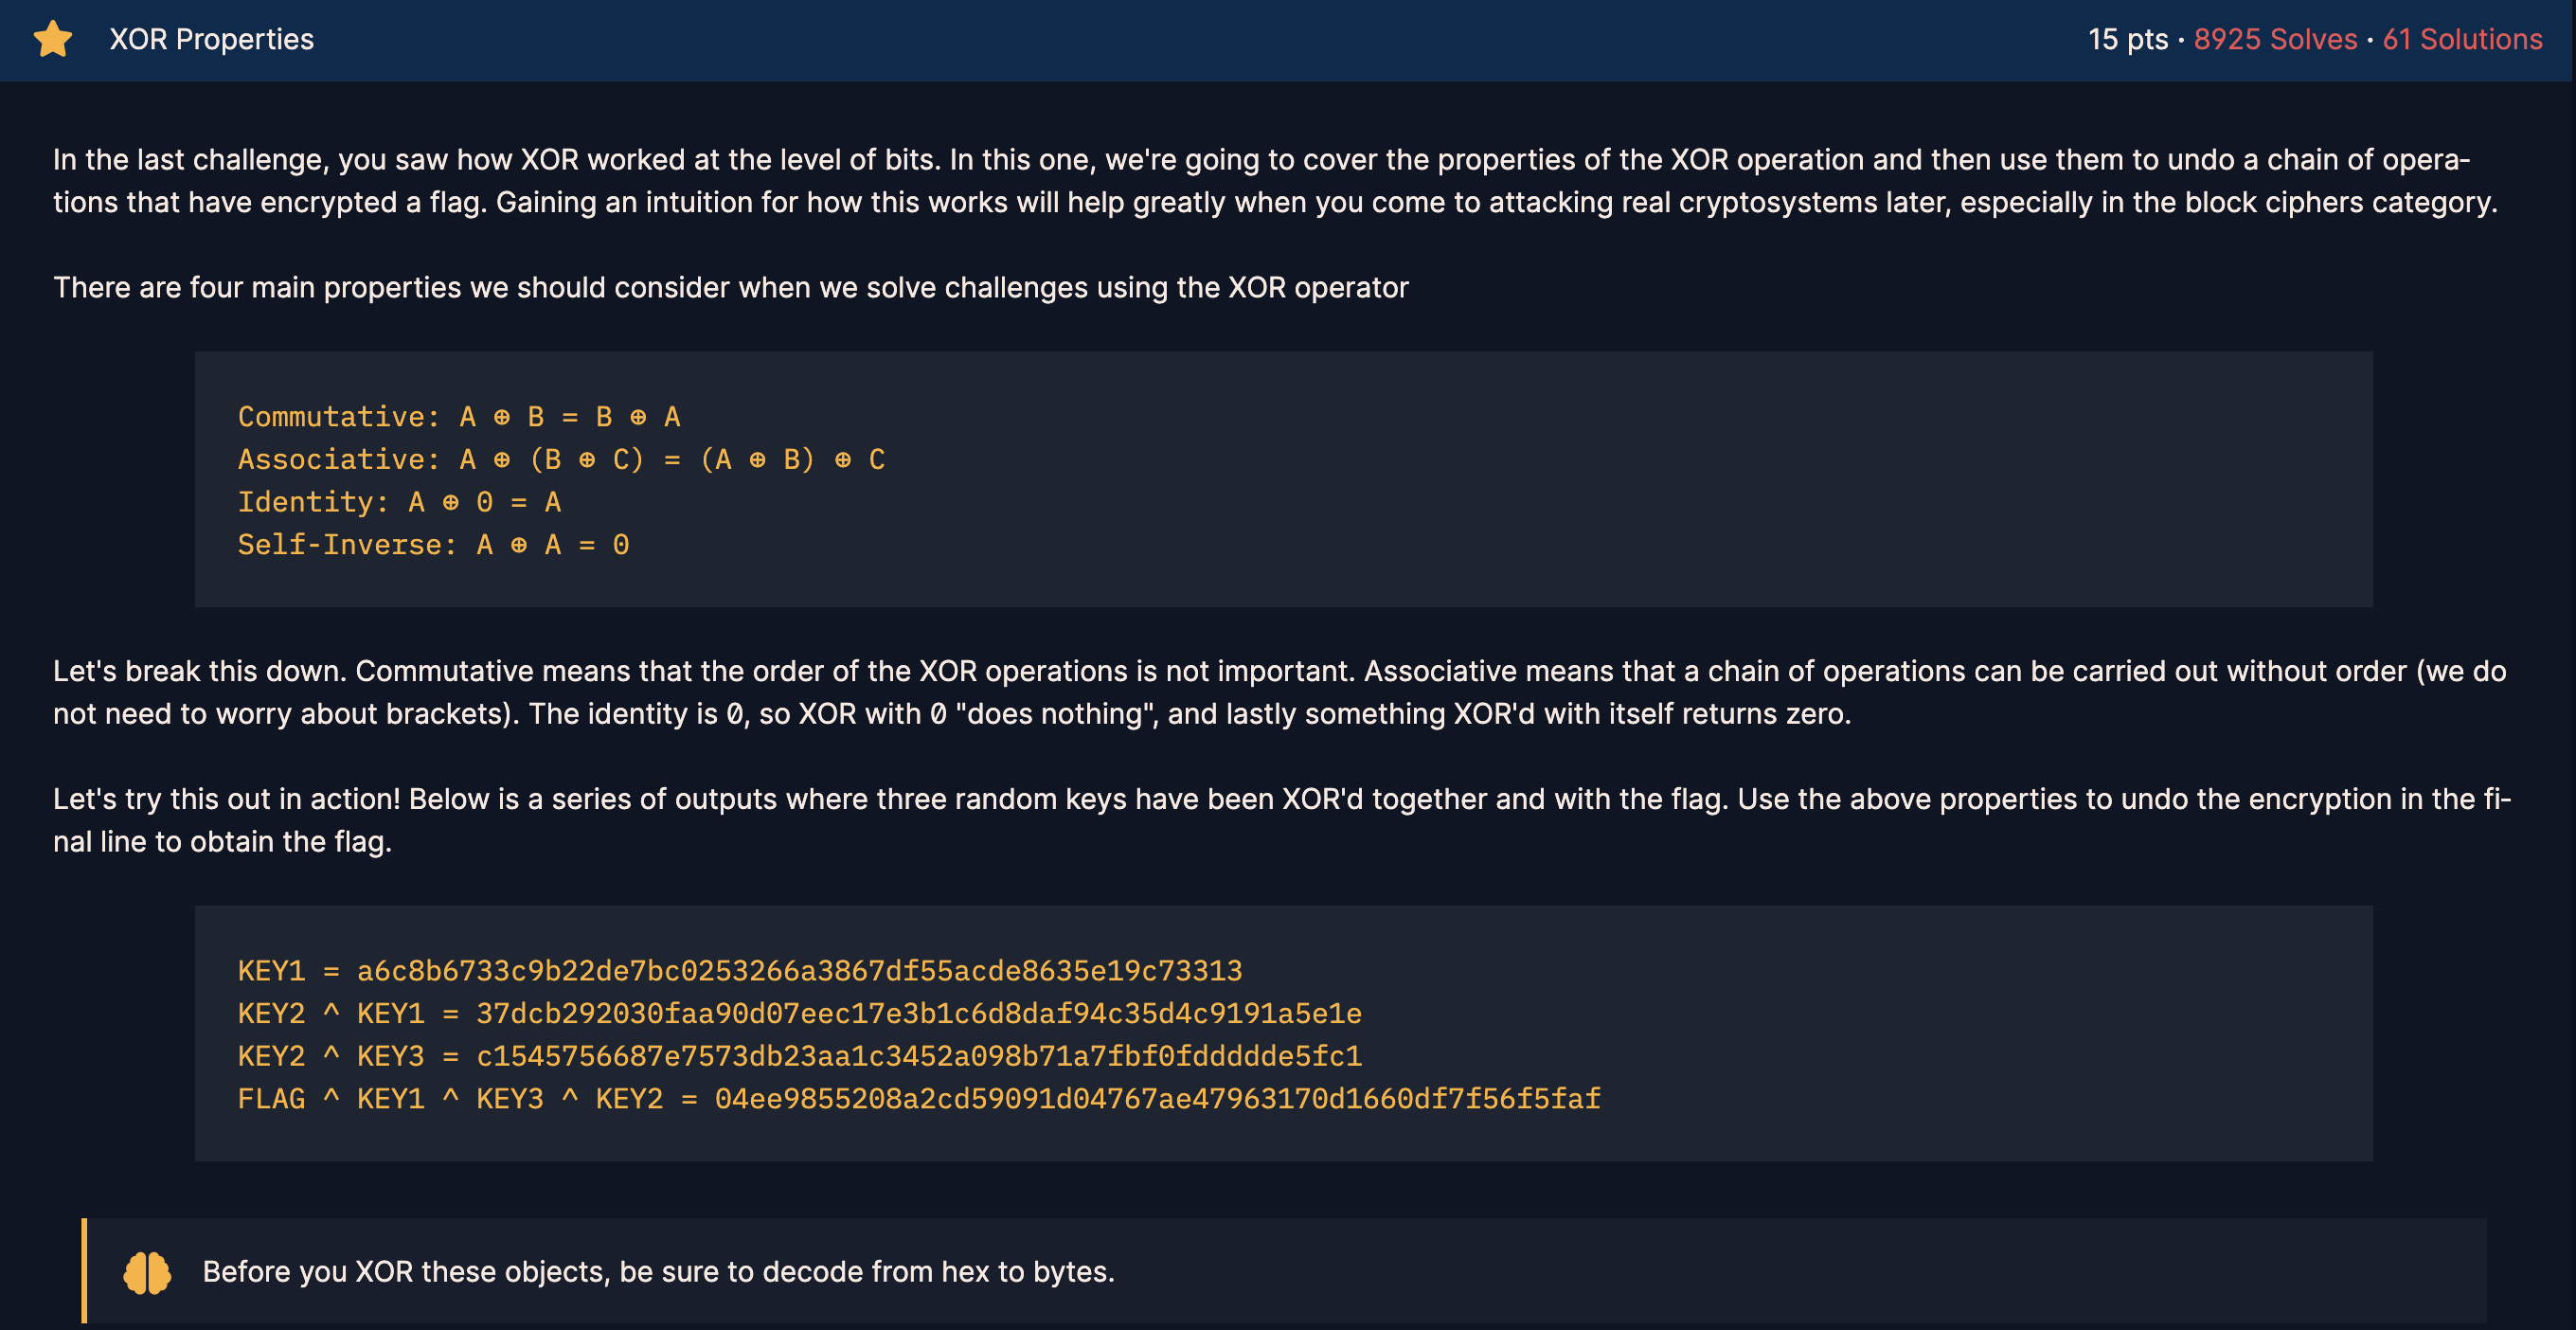 XOR Properties
15 pts · 8925 Solves · 61 Solutions
In the last challenge, you saw how XOR worked at the level of bits. In this one, we're going to cover the properties of the XOR operation and then use them to undo a chain of opera-
tions that have encrypted a flag. Gaining an intuition for how this works will help greatly when you come to attacking real cryptosystems later, especially in the block ciphers category.
There are four main properties we should consider when we solve challenges using the XOR operator
Commutative: A ⊕ B = B ⊕ A
Associative: A ⊕ (B ⊕ C) = (A ⊕ B) ⊕ C
Identity: A ⊕ 0 = A
Self-Inverse: A ⊕ A = 0
Let's break this down. Commutative means that the order of the XOR operations is not important. Associative means that a chain of operations can be carried out without order (we do
not need to worry about brackets). The identity is 0, so XOR with 0 "does nothing", and lastly something XOR'd with itself returns zero.
Let's try this out in action! Below is a series of outputs where three random keys have been XOR'd together and with the flag. Use the above properties to undo the encryption in the fi-
nal line to obtain the flag.
KEY1 = a6c8b6733c9b22de7bc0253266a3867df55acde8635e19c73313
KEY2 ^ KEY1 = 37dcb292030faa90d07eec17e3b1c6d8daf94c35d4c9191a5e1e
KEY2 ^ KEY3 = c1545756687e7573db23aa1c3452a098b71a7fbf0fddddde5fc1
FLAG ^ KEY1 ^ KEY3 ^ KEY2 = 04ee9855208a2cd59091d04767ae47963170d1660df7f56f5faf
Before you XOR these objects, be sure to decode from hex to bytes.